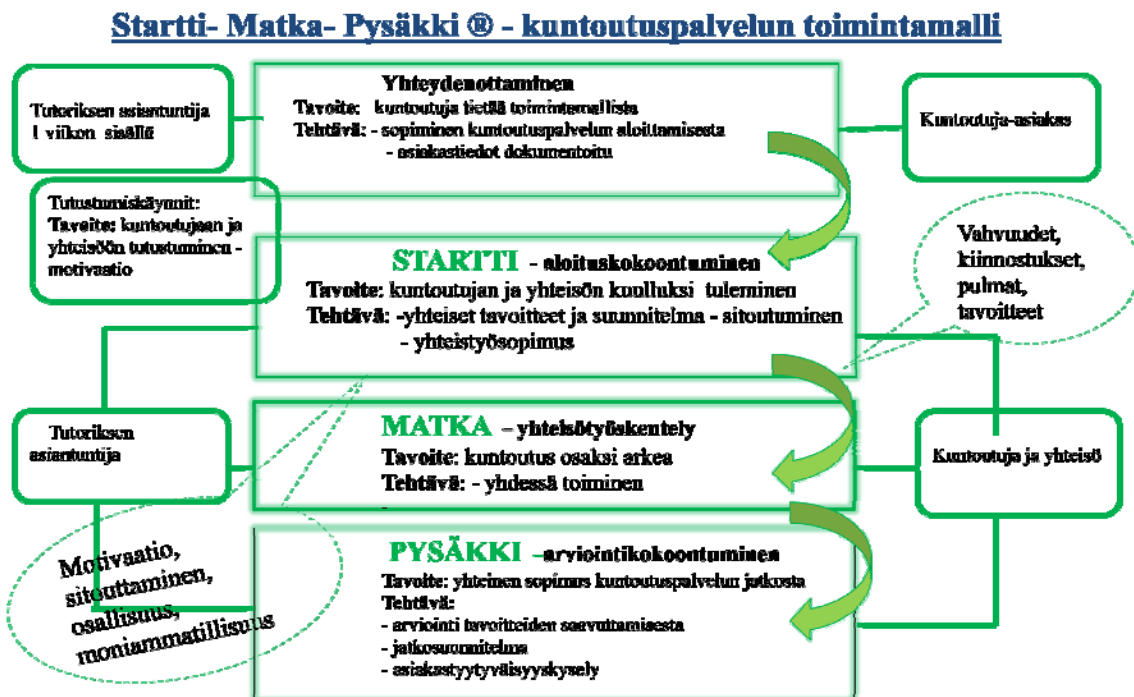 Startti- Matka- Pysäkki ® - kuntoutuspalvelun toimintamalli
Yhteydenottaminen
Tavoite: kuntoutuja tietää toimintamallista
Tehtävä: - sopiminen kuntoutuspalvelun aloittamisesta
- asiakastiedot dokumentoitu
Tutoriksen asiantuntija
1 viikon sisällä
Kuntoutuja-asiakas
Tutustumiskäynnit:
Tavoite: kuntoutujaan ja
yhteisöön tutustuminen -
motivaatio
STARTTI - aloituskokoontuminen
Tavoite: kuntoutujan ja yhteisön kuulluksi tuleminen
Tehtävä: -yhteiset tavoitteet ja suunnitelma - sitoutuminen
- yhteistyösopimus
Vahvuudet,
kiinnostukset,
pulmat,
tavoitteet
Tutoriksen
asiantuntija
MATKA - yhteisötyöskentely
Tavoite: kuntoutus osaksi arkea
Tehtävä: - yhdessä toiminen
-
Kuntoutuja ja yhteisö
Motivaatio,
sitouttaminen,
osallisuus,
moniammatillisuus
PYSÄKKI -arviointikokoontuminen
Tavoite: yhteinen sopimus kuntoutuspalvelun jatkosta
Tehtävä:
- arviointi tavoitteiden saavuttamisesta
- jatkosuunnitelma
- asiakastyytyväisyyskysely